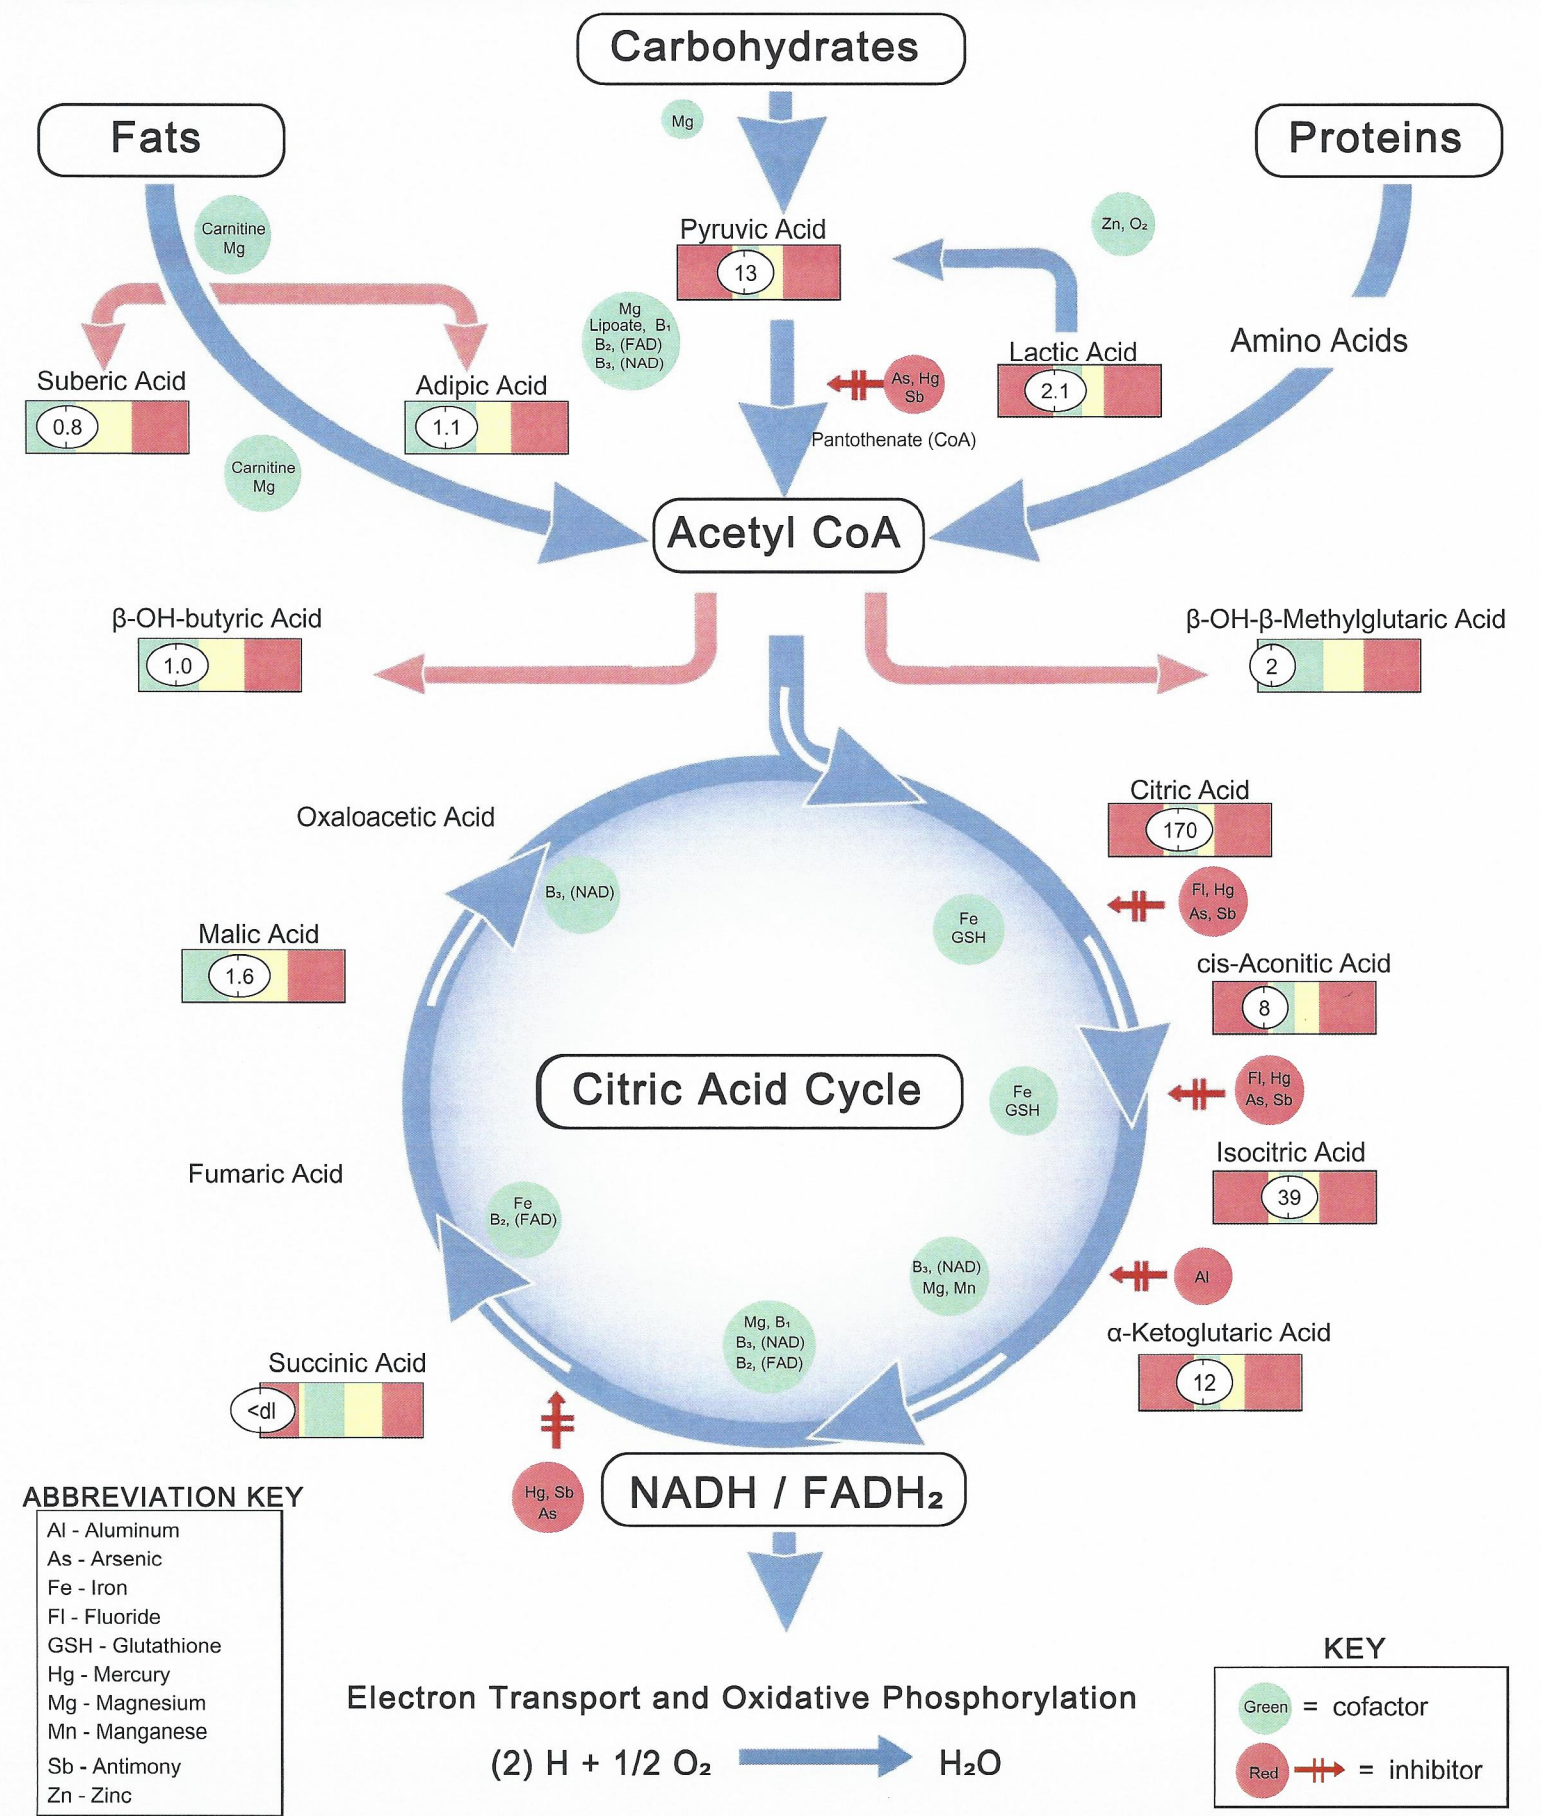 Carbohydrates
Fats
Proteins
Mg
Carnitine
Mg
Zn, O₂
Pyruvic Acid
13
Mg
Lipoate, B₁
B₂, (FAD)
B₃, (NAD)
Lactic Acid
2.1
Amino Acids
As, Hg
Sb
Suberic Acid
0.8
Adipic Acid
1.1
Pantothenate (CoA)
Carnitine
Mg
Acetyl CoA
β-OH-butyric Acid
1.0
β-OH-β-Methylglutaric Acid
2
Citric Acid
170
Oxaloacetic Acid
B₃, (NAD)
Fe
GSH
Fl, Hg
As, Sb
Malic Acid
1.6
cis-Aconitic Acid
8
Citric Acid Cycle
Fe
GSH
Fl, Hg
As, Sb
Isocitric Acid
39
Fumaric Acid
Fe
B₂, (FAD)
B₃, (NAD)
Mg, Mn
Al
Mg, B₁
B₃, (NAD)
B₂, (FAD)
α-Ketoglutaric Acid
12
Succinic Acid
<dl
Hg, Sb
As
NADH / FADH₂
ABBREVIATION KEY
Al - Aluminum
As - Arsenic
Fe - Iron
Fl - Fluoride
GSH - Glutathione
Hg - Mercury
Mg - Magnesium
Mn - Manganese
Sb - Antimony
Zn - Zinc
Electron Transport and Oxidative Phosphorylation
(2) H + 1/2 O₂ H₂O
KEY
Green = cofactor
Red = inhibitor